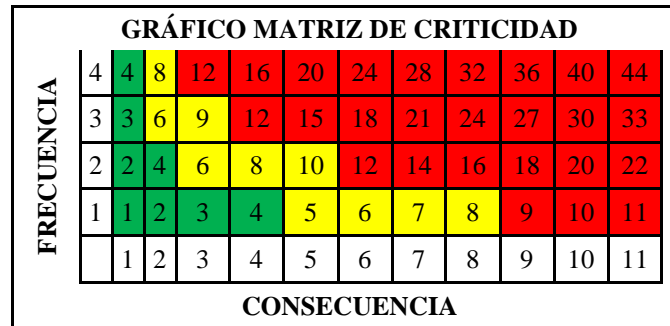 GRÁFICO MATRIZ DE CRITICIDAD
FRECUENCIA
4 4 8 12 16 20 24 28 32 36 40 44
3 3 6 9 12 15 18 21 24 27 30 33
2 2 4 6 8 10 12 14 16 18 20 22
1 1 2 3 4 5 6 7 8 9 10 11
1 2 3 4 5 6 7 8 9 10 11
CONSECUENCIA